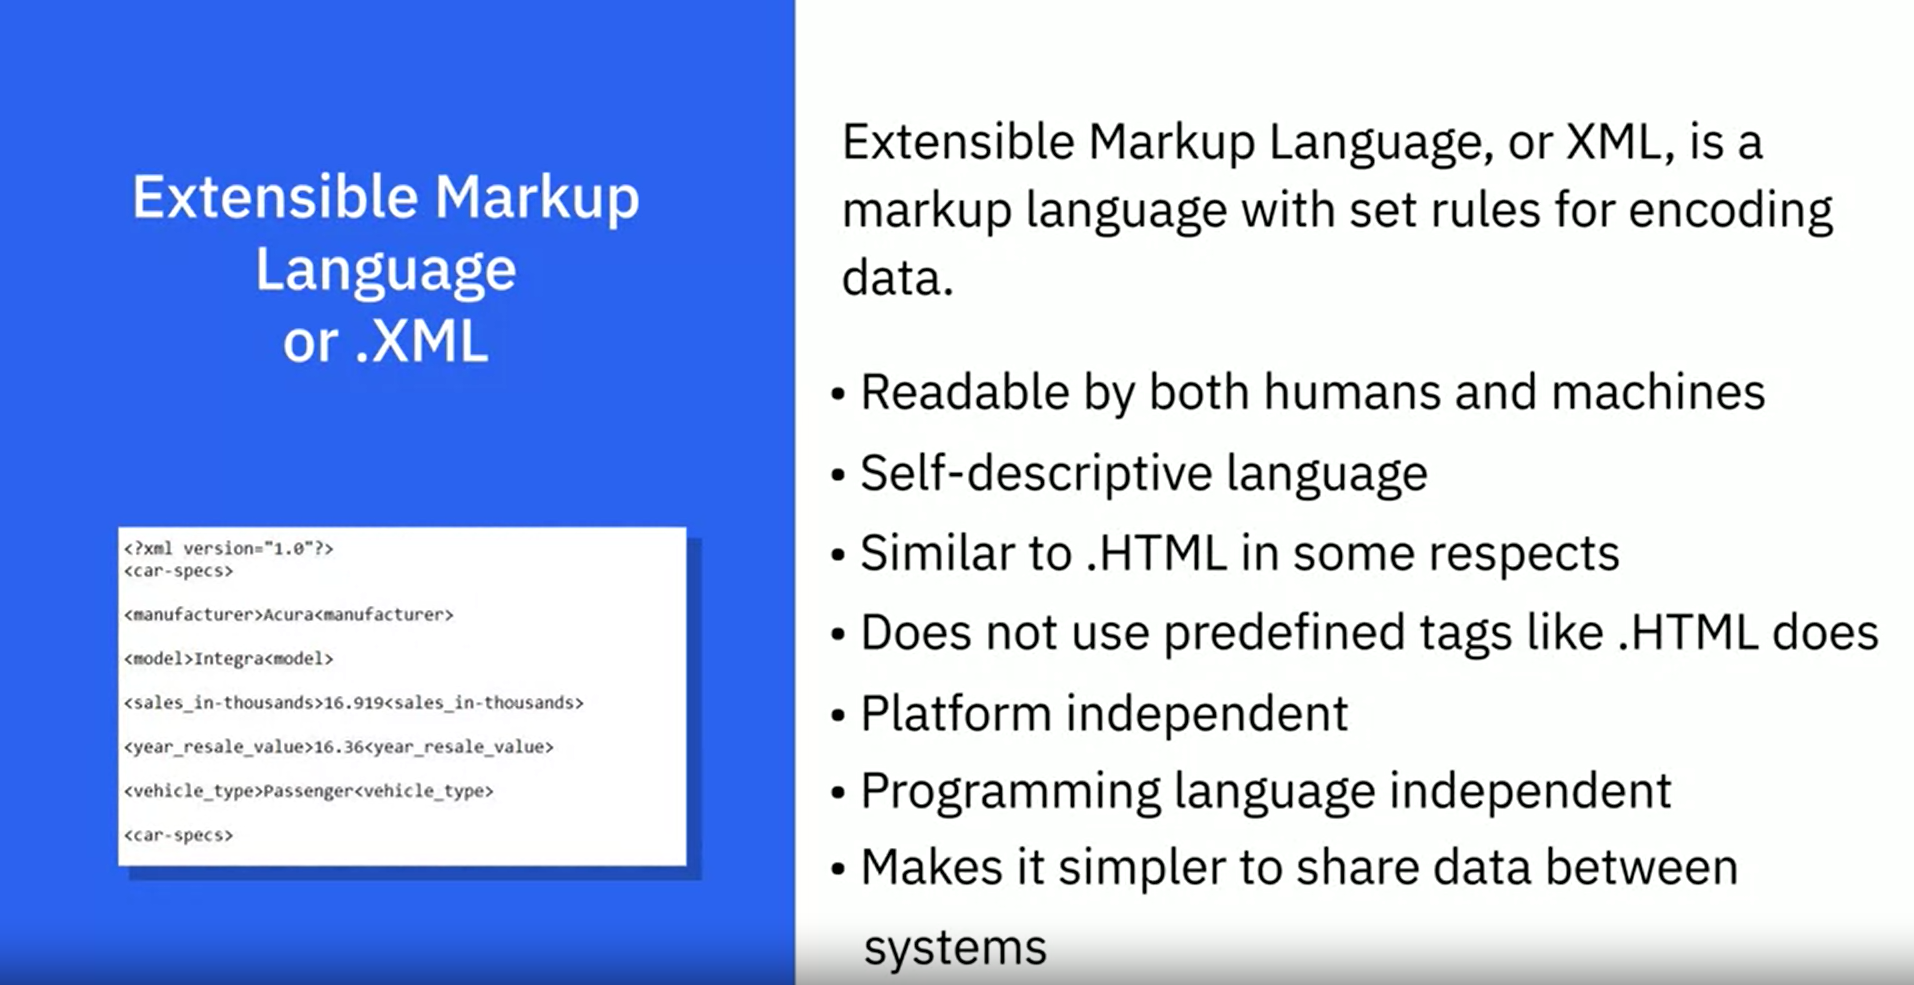 Extensible Markup
Language
or .XML
<?xml version="1.0"?>
<car-specs>
<manufacturer>Acura<manufacturer>
<model>Integra<model>
<sales_in-thousands>16.919<sales_in-thousands>
<year_resale_value>16.36<year_resale_value>
<vehicle_type>Passenger<vehicle_type>
<car-specs>
Extensible Markup Language, or XML, is a
markup language with set rules for encoding
data.
• Readable by both humans and machines
• Self-descriptive language
• Similar to .HTML in some respects
• Does not use predefined tags like .HTML does
• Platform independent
• Programming language independent
• Makes it simpler to share data between
systems